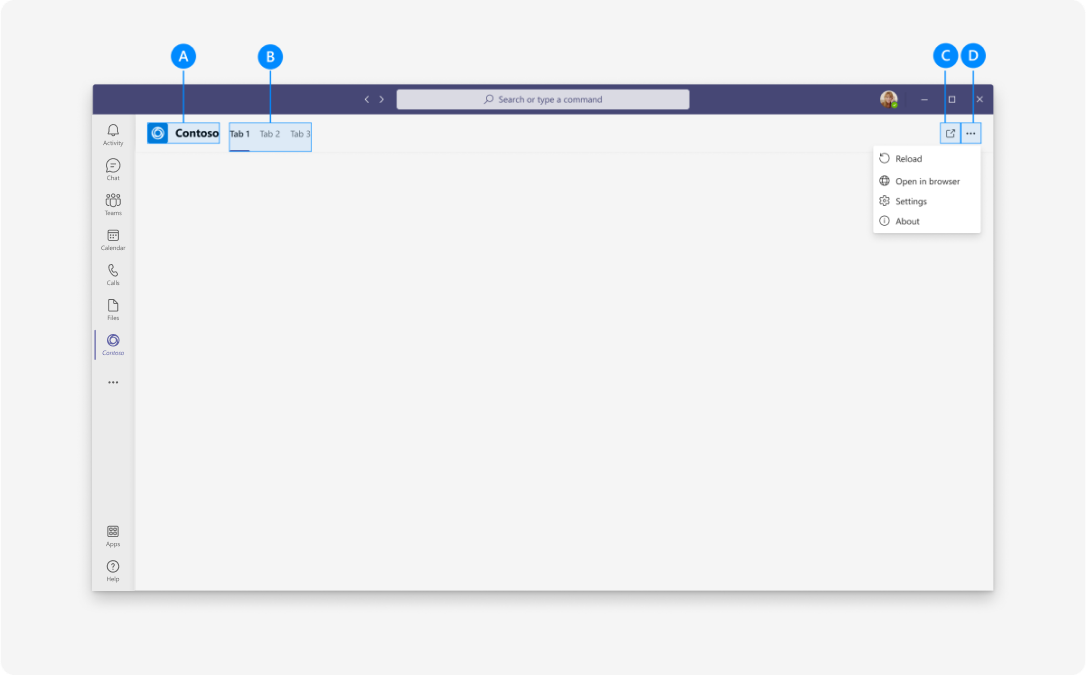 A
B
C
D
Search or type a command
Contoso
Tab 1
Tab 2
Tab 3
Activity
Chat
Teams
Calendar
Calls
Files
Contoso
Apps
Help
Reload
Open in browser
Settings
About